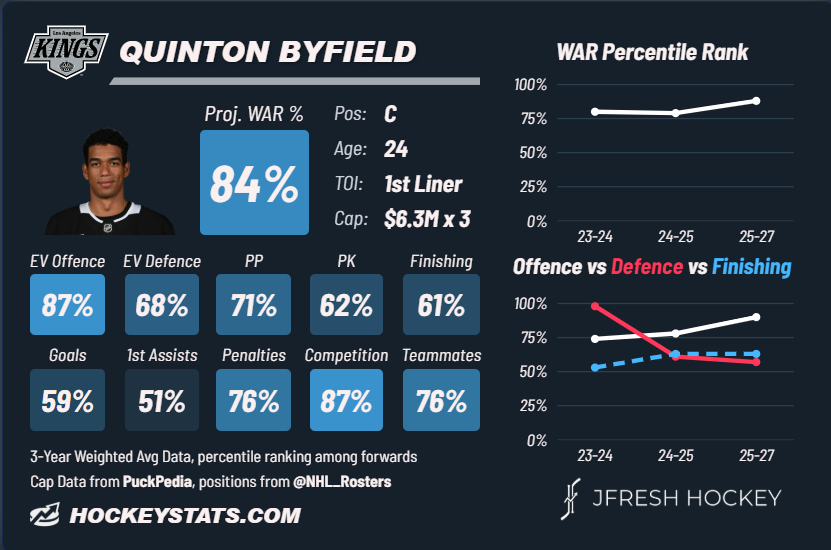 Los Angeles
KINGS
QUINTON BYFIELD
Proj. WAR %
84%
Pos: C
Age: 24
TOI: 1st Liner
Cap: $6.3M x 3
EV Offence EV Defence PP PK Finishing
87% 68% 71% 62% 61%
Goals 1st Assists Penalties Competition Teammates
59% 51% 76% 87% 76%
3-Year Weighted Avg Data, percentile ranking among forwards
Cap Data from PuckPedia, positions from @NHL_Rosters
HOCKEYSTATS.COM
WAR Percentile Rank
100%
75%
50%
25%
0%
23-24 24-25 25-27
Offence vs Defence vs Finishing
100%
75%
50%
25%
0%
23-24 24-25 25-27
JFRESH HOCKEY